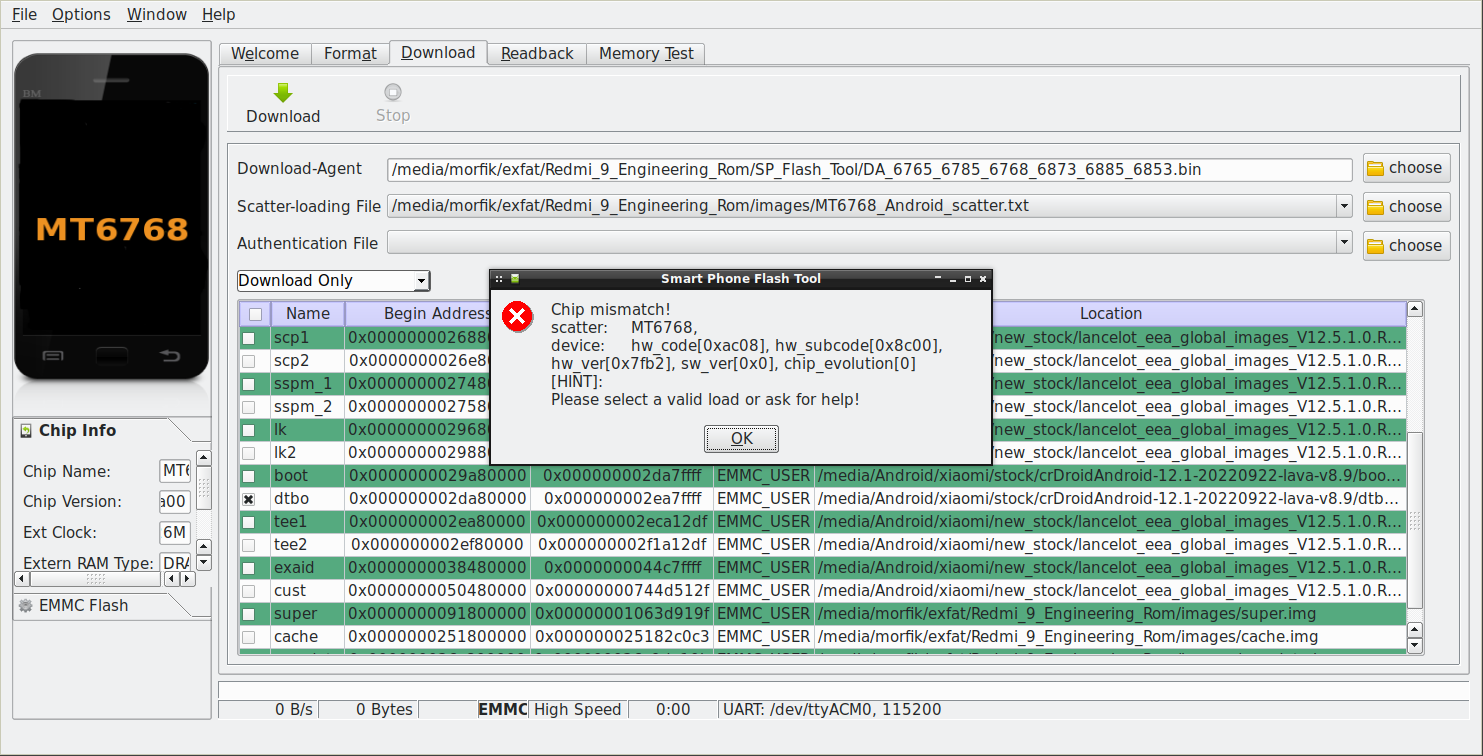 File Options Window Help
Welcome Format Download Readback Memory Test
BM
MT6768
Download Stop
Download-Agent /media/morfik/exfat/Redmi_9_Engineering_Rom/SP_Flash_Tool/DA_6765_6785_6768_6873_6885_6853.bin choose
Scatter-loading File /media/morfik/exfat/Redmi_9_Engineering_Rom/images/MT6768_Android_scatter.txt choose
Authentication File choose
Download Only
Smart Phone Flash Tool
Chip mismatch!
scatter: MT6768,
device: hw_code[0xac08], hw_subcode[0x8c00],
hw_ver[0x7fb2], sw_ver[0x0], chip_evolution[0]
[HINT]:
Please select a valid load or ask for help!
OK
Name Begin Address Location
scp1 0x0000000026880 /new_stock/lancelot_eea_global_images_V12.5.1.0.R...
scp2 0x0000000026e80 /new_stock/lancelot_eea_global_images_V12.5.1.0.R...
sspm_1 0x0000000027480 /new_stock/lancelot_eea_global_images_V12.5.1.0.R...
sspm_2 0x0000000027580 /new_stock/lancelot_eea_global_images_V12.5.1.0.R...
lk 0x0000000029680 /new_stock/lancelot_eea_global_images_V12.5.1.0.R...
lk2 0x0000000029880 /new_stock/lancelot_eea_global_images_V12.5.1.0.R...
boot 0x0000000029a80000 0x000000002da7ffff EMMC_USER /media/Android/xiaomi/stock/crDroidAndroid-12.1-20220922-lava-v8.9/boo...
dtbo 0x000000002da80000 0x000000002ea7ffff EMMC_USER /media/Android/xiaomi/stock/crDroidAndroid-12.1-20220922-lava-v8.9/dtb...
tee1 0x000000002ea80000 0x000000002eca12df EMMC_USER /media/Android/xiaomi/new_stock/lancelot_eea_global_images_V12.5.1.0.R...
tee2 0x000000002ef80000 0x000000002f1a12df EMMC_USER /media/Android/xiaomi/new_stock/lancelot_eea_global_images_V12.5.1.0.R...
exaid 0x0000000038480000 0x0000000044c7ffff EMMC_USER /media/Android/xiaomi/new_stock/lancelot_eea_global_images_V12.5.1.0.R...
cust 0x0000000050480000 0x00000000744d512f EMMC_USER /media/Android/xiaomi/new_stock/lancelot_eea_global_images_V12.5.1.0.R...
super 0x0000000091800000 0x00000001063d919f EMMC_USER /media/morfik/exfat/Redmi_9_Engineering_Rom/images/super.img
cache 0x0000000251800000 0x000000025182c0c3 EMMC_USER /media/morfik/exfat/Redmi_9_Engineering_Rom/images/cache.img
Chip Info
Chip Name: MT6
Chip Version: a00
Ext Clock: 6M
Extern RAM Type: DRA
EMMC Flash
0 B/s 0 Bytes EMMC High Speed 0:00 UART: /dev/ttyACM0, 115200